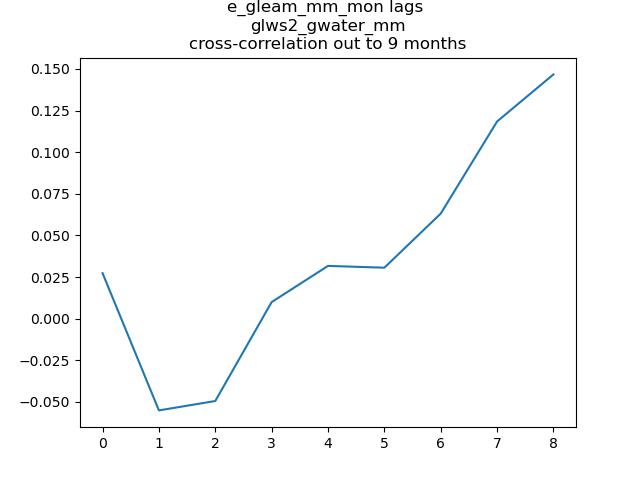 e_gleam_mm_mon lags
glws2_gwater_mm
cross-correlation out to 9 months
0.150
0.125
0.100
0.075
0.050
0.025
0.000
−0.025
−0.050
0 1 2 3 4 5 6 7 8